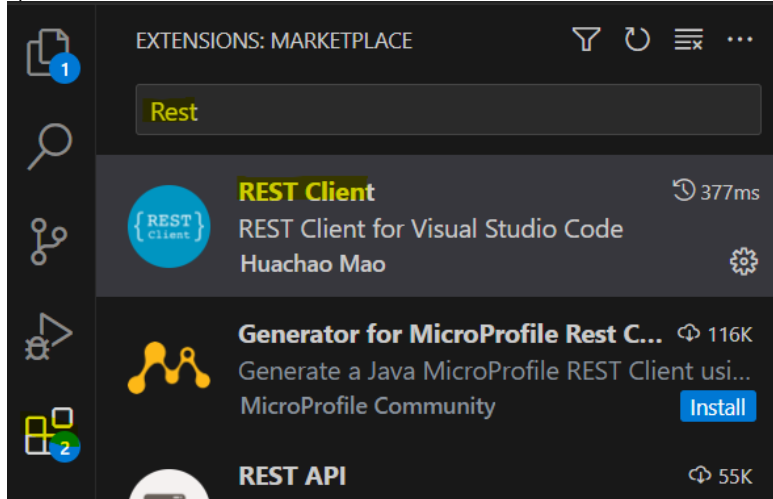 EXTENSIONS: MARKETPLACE
1
Rest
REST Client
377ms
{REST}
Client
REST Client for Visual Studio Code
Huachao Mao
Generator for MicroProfile Rest C...
116K
Generate a Java MicroProfile REST Client usi...
MicroProfile Community
Install
2
REST API
55K